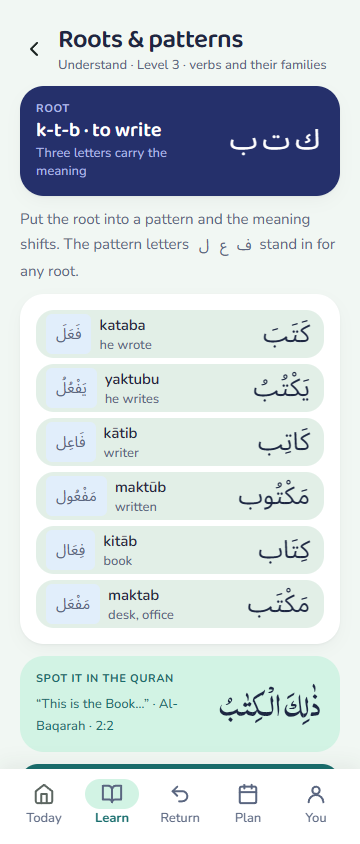 Roots & patterns
Understand · Level 3 · verbs and their families
ROOT
k-t-b · to write
Three letters carry the
meaning
ك ت ب
Put the root into a pattern and the meaning
shifts. The pattern letters ف ع ل stand in for
any root.
فَعَلَ
kataba
he wrote
كَتَبَ
يَفْعُلُ
yaktubu
he writes
يَكْتُبُ
فَاعِل
kātib
writer
كَاتِب
مَفْعُول
maktūb
written
مَكْتُوب
فِعَال
kitāb
book
كِتَاب
مَفْعَل
maktab
desk, office
مَكْتَب
SPOT IT IN THE QURAN
“This is the Book…” · Al-
Baqarah · 2:2
ذَٰلِكَ الْكِتَٰبُ
Today
Learn
Return
Plan
You